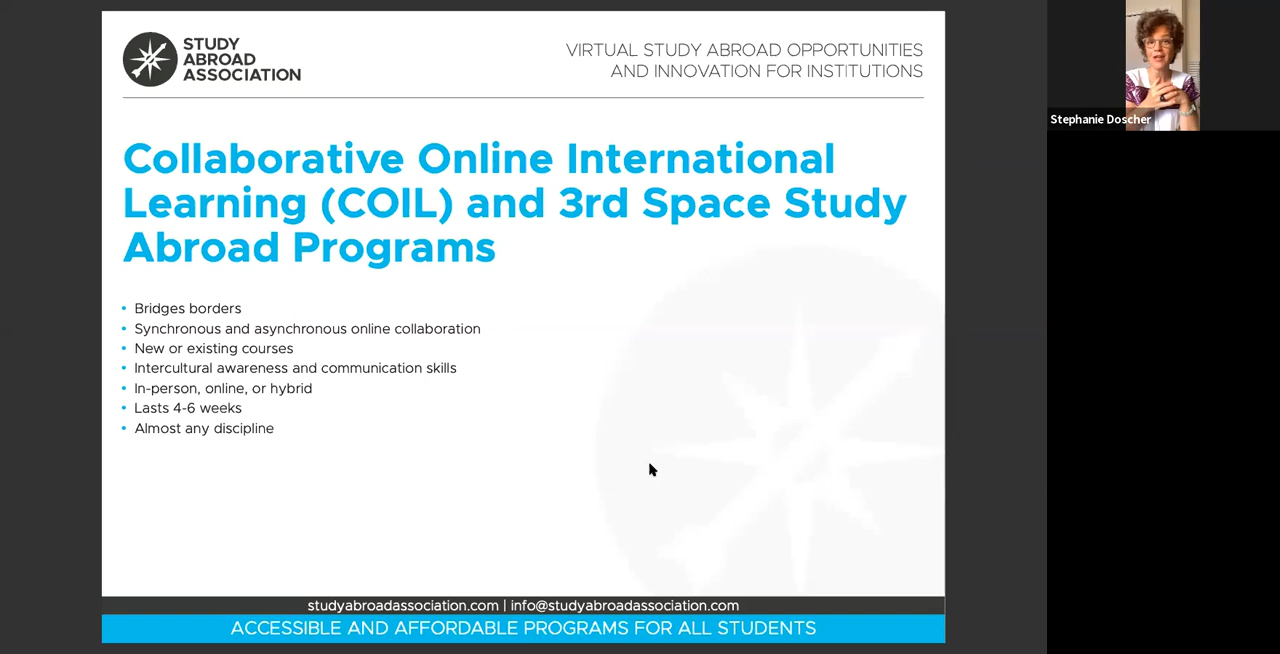 STUDY
ABROAD
ASSOCIATION
VIRTUAL STUDY ABROAD OPPORTUNITIES
AND INNOVATION FOR INSTITUTIONS
Stephanie Doscher
Collaborative Online International
Learning (COIL) and 3rd Space Study
Abroad Programs
• Bridges borders
• Synchronous and asynchronous online collaboration
• New or existing courses
• Intercultural awareness and communication skills
• In-person, online, or hybrid
• Lasts 4-6 weeks
• Almost any discipline
studyabroadassociation.com | info@studyabroadassociation.com
ACCESSIBLE AND AFFORDABLE PROGRAMS FOR ALL STUDENTS